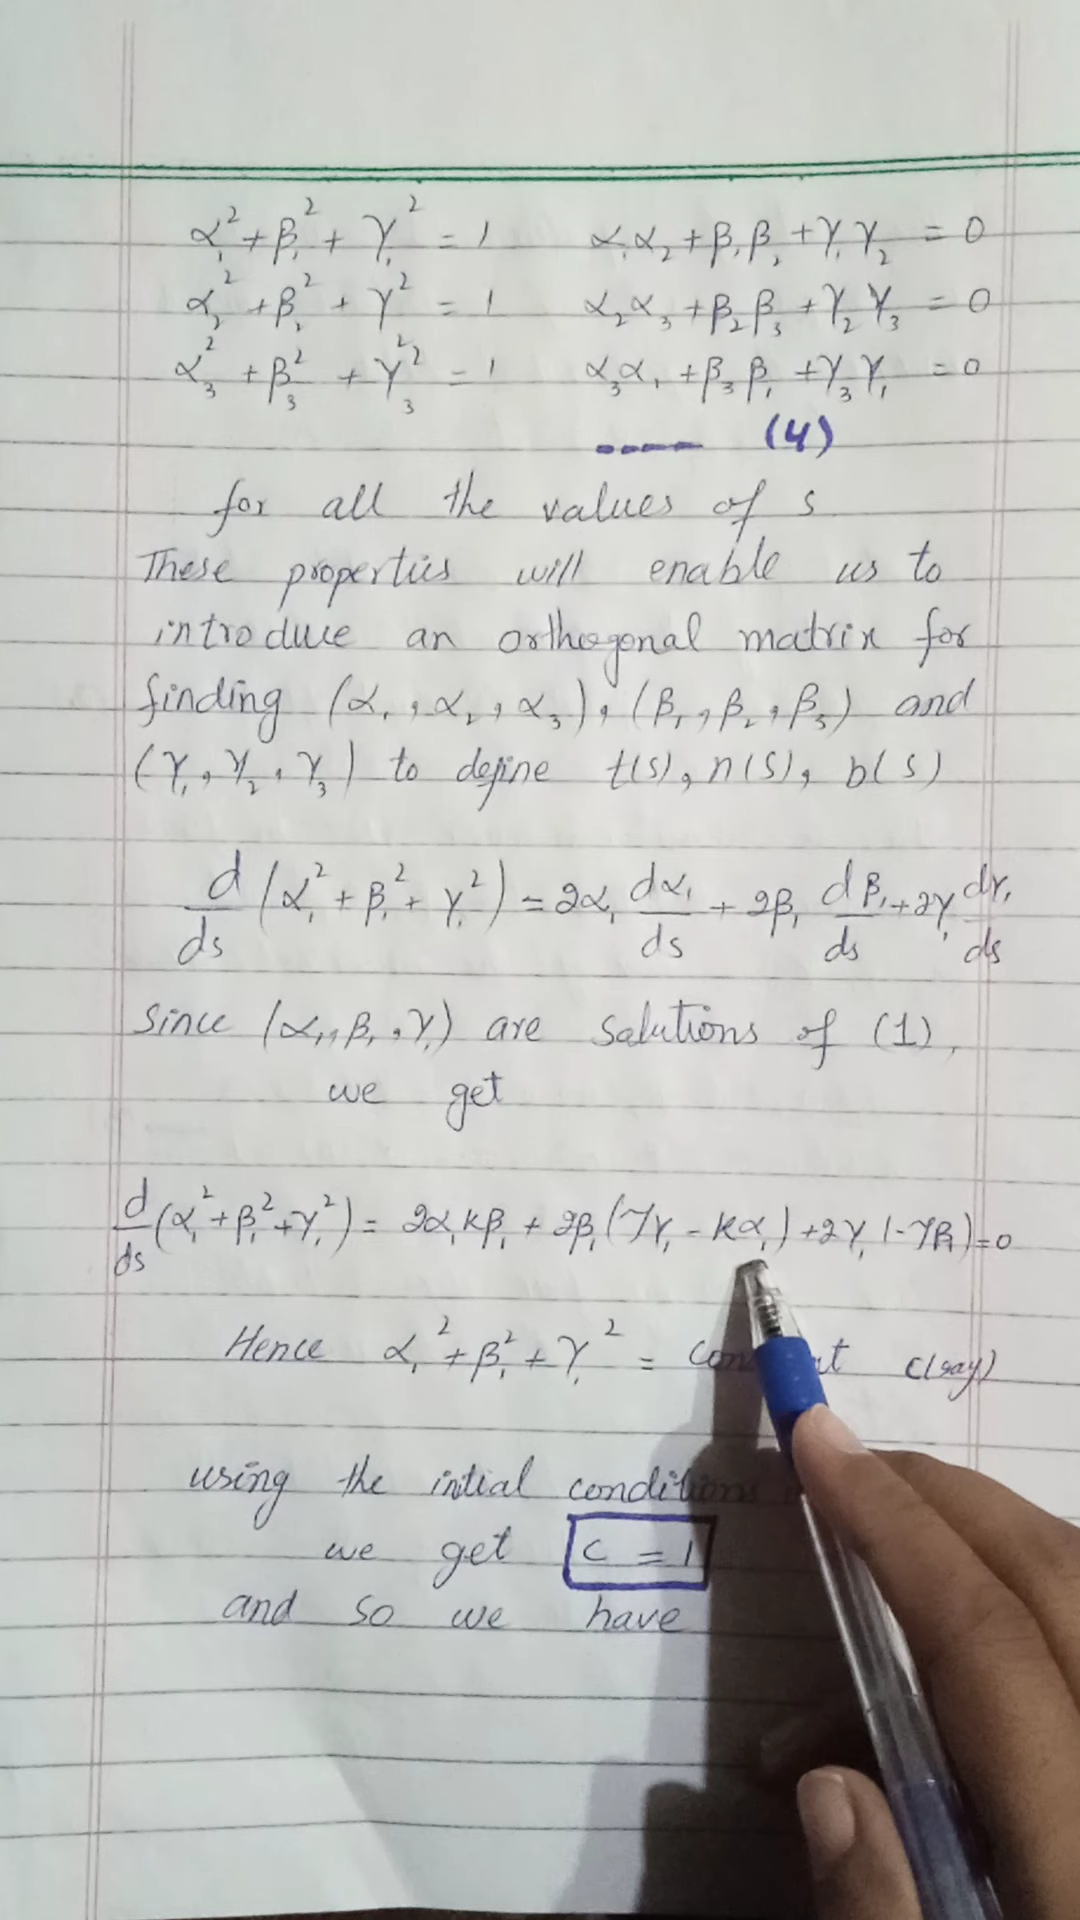 α₁² + β₁² + γ₁² = 1 α₁α₂ + β₁β₂ + γ₁γ₂ = 0
α₂² + β₂² + γ₂² = 1 α₂α₃ + β₂β₃ + γ₂γ₃ = 0
α₃² + β₃² + γ₃² = 1 α₃α₁ + β₃β₁ + γ₃γ₁ = 0
---- (4)
for all the values of s
These properties will enable us to
introduce an orthogonal matrix for
finding (α₁, α₂, α₃), (β₁, β₂, β₃) and
(γ₁, γ₂, γ₃) to define t(s), n(s), b(s)
d/ds (α₁² + β₁² + γ₁²) = 2α₁ dα₁/ds + 2β₁ dβ₁/ds + 2γ₁ dγ₁/ds
Since (α₁, β₁, γ₁) are solutions of (1),
we get
d/ds (α₁² + β₁² + γ₁²) = 2α₁kβ₁ + 2β₁(τγ₁ - kα₁) + 2γ₁(-τβ₁) = 0
Hence α₁² + β₁² + γ₁² = c(say)
using the initial conditions
we get c = 1
and so we have